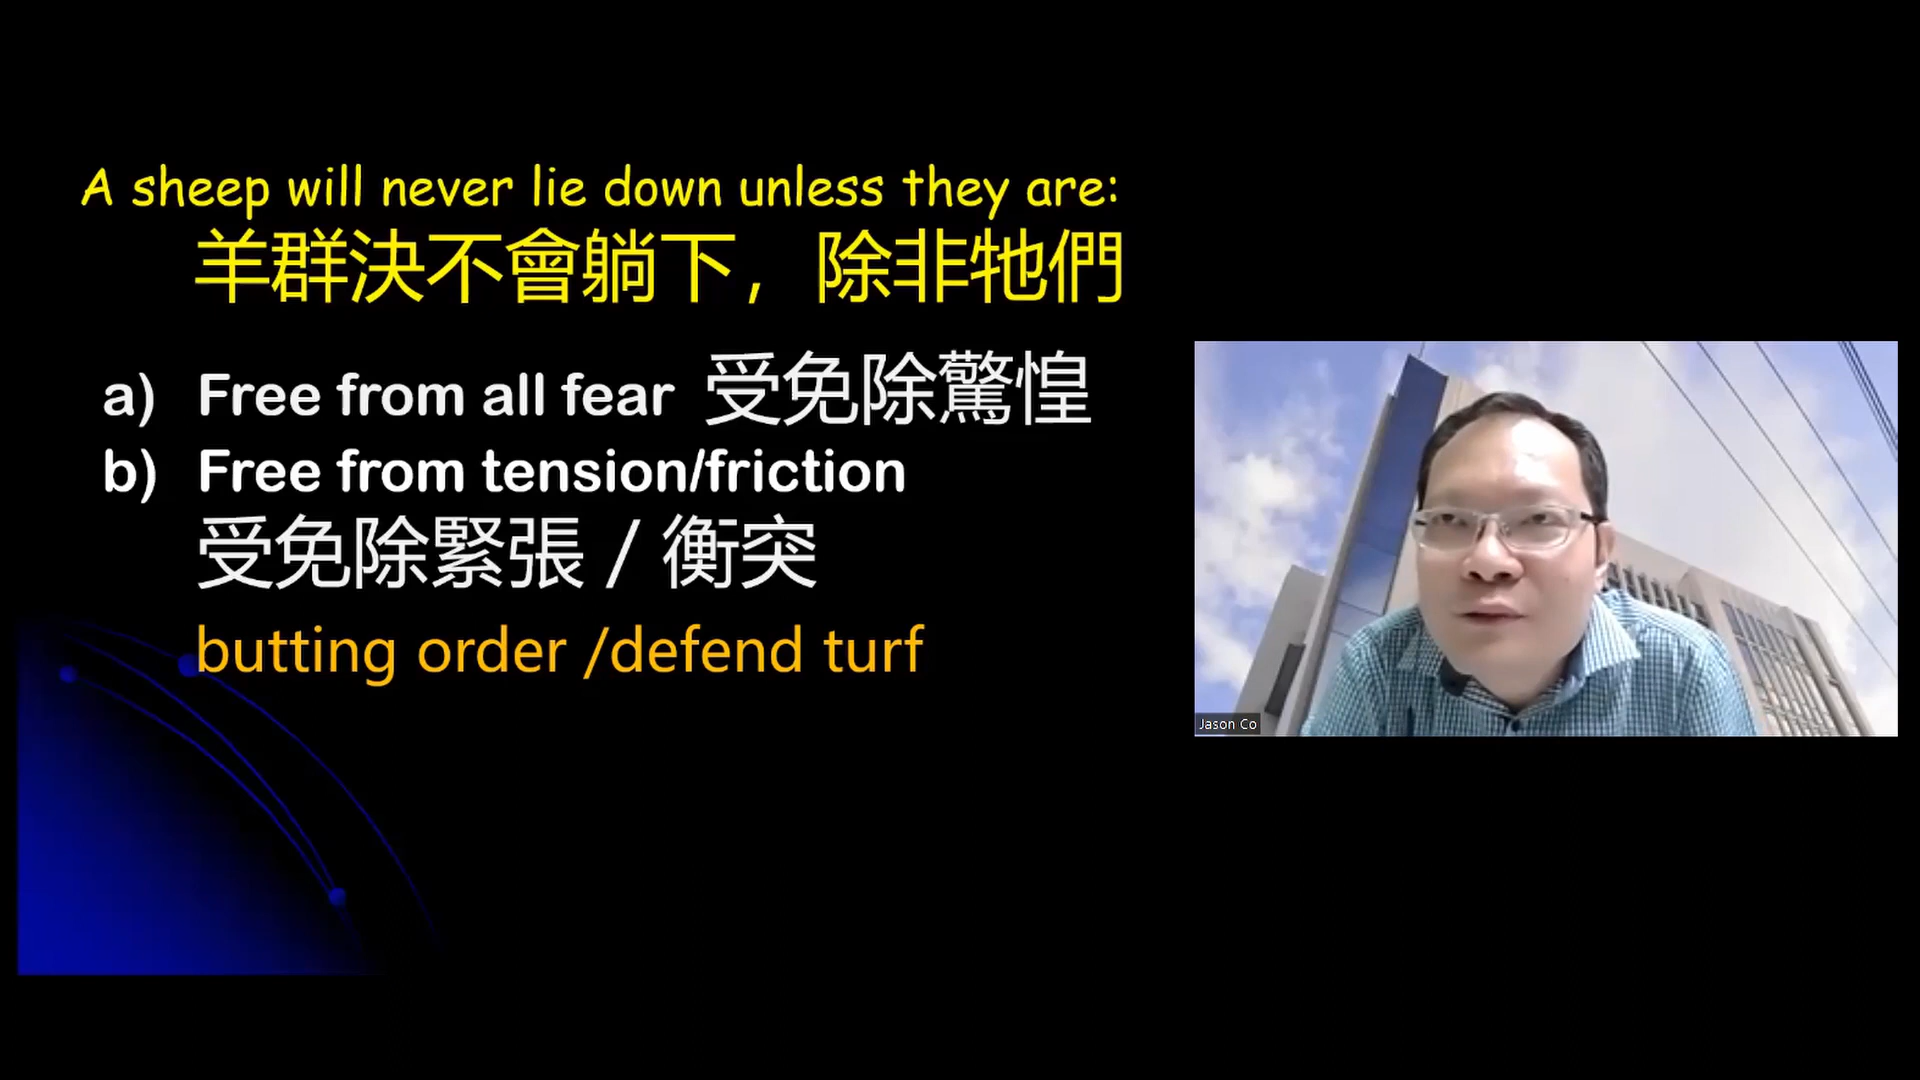 A sheep will never lie down unless they are:
羊群決不會躺下，除非牠們
a) Free from all fear 受免除驚惶
b) Free from tension/friction
受免除緊張 / 衝突
butting order /defend turf
Jason Co